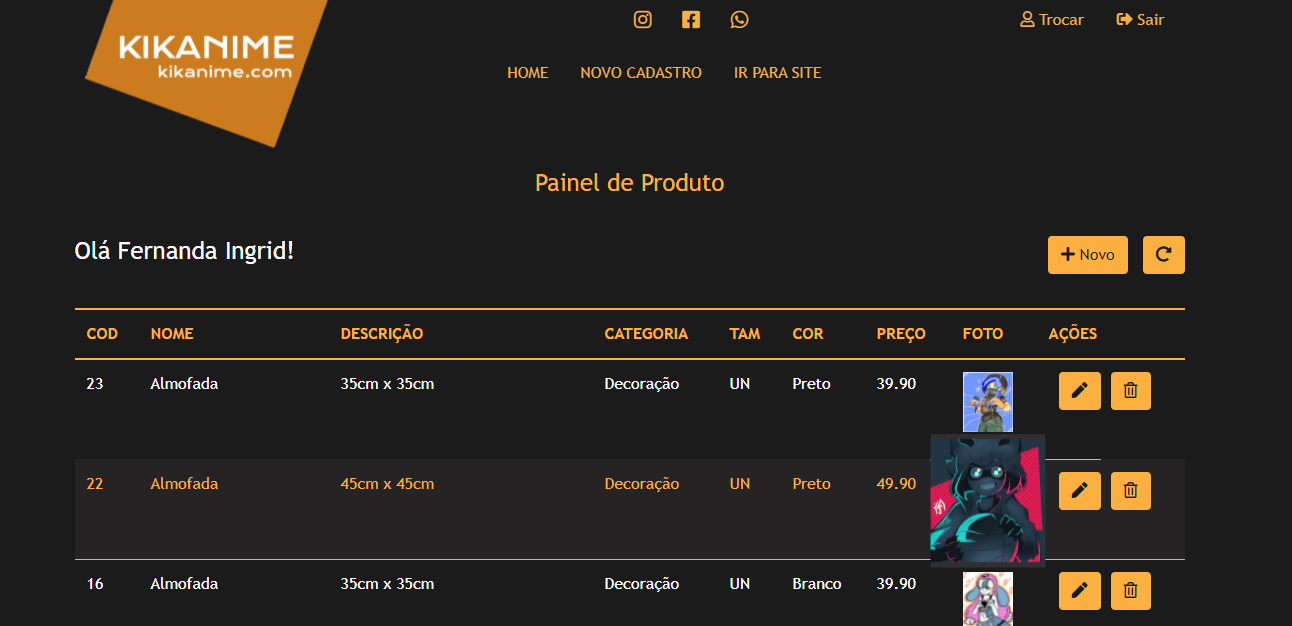 KIKANIME
kikanime.com
Trocar Sair
HOME NOVO CADASTRO IR PARA SITE
Painel de Produto
Olá Fernanda Ingrid!
Novo
COD NOME DESCRIÇÃO CATEGORIA TAM COR PREÇO FOTO AÇÕES
23 Almofada 35cm x 35cm Decoração UN Preto 39.90
22 Almofada 45cm x 45cm Decoração UN Preto 49.90
16 Almofada 35cm x 35cm Decoração UN Branco 39.90